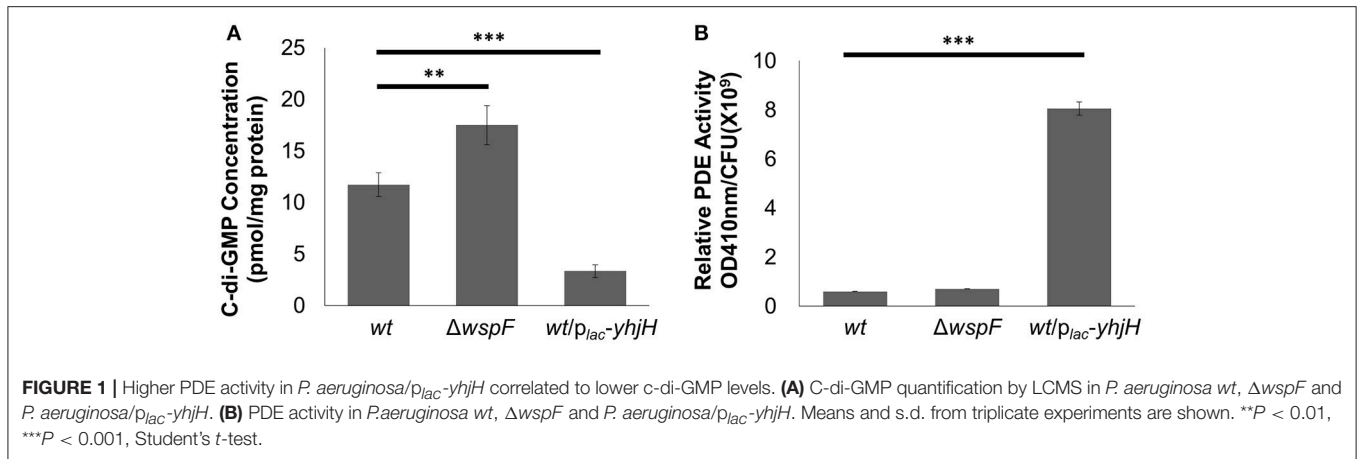 A
25
20
15
10
5
0
C-di-GMP Concentration
(pmol/mg protein)
***
**
wt
ΔwspF
wt/plac-yhjH
B
10
8
6
4
2
0
Relative PDE Activity
OD410nm/CFU(X10⁹)
***
wt
ΔwspF
wt/plac-yhjH
FIGURE 1 | Higher PDE activity in P. aeruginosa/plac-yhjH correlated to lower c-di-GMP levels. (A) C-di-GMP quantification by LCMS in P. aeruginosa wt, ΔwspF and
P. aeruginosa/plac-yhjH. (B) PDE activity in P.aeruginosa wt, ΔwspF and P. aeruginosa/plac-yhjH. Means and s.d. from triplicate experiments are shown. **P < 0.01,
***P < 0.001, Student's t-test.